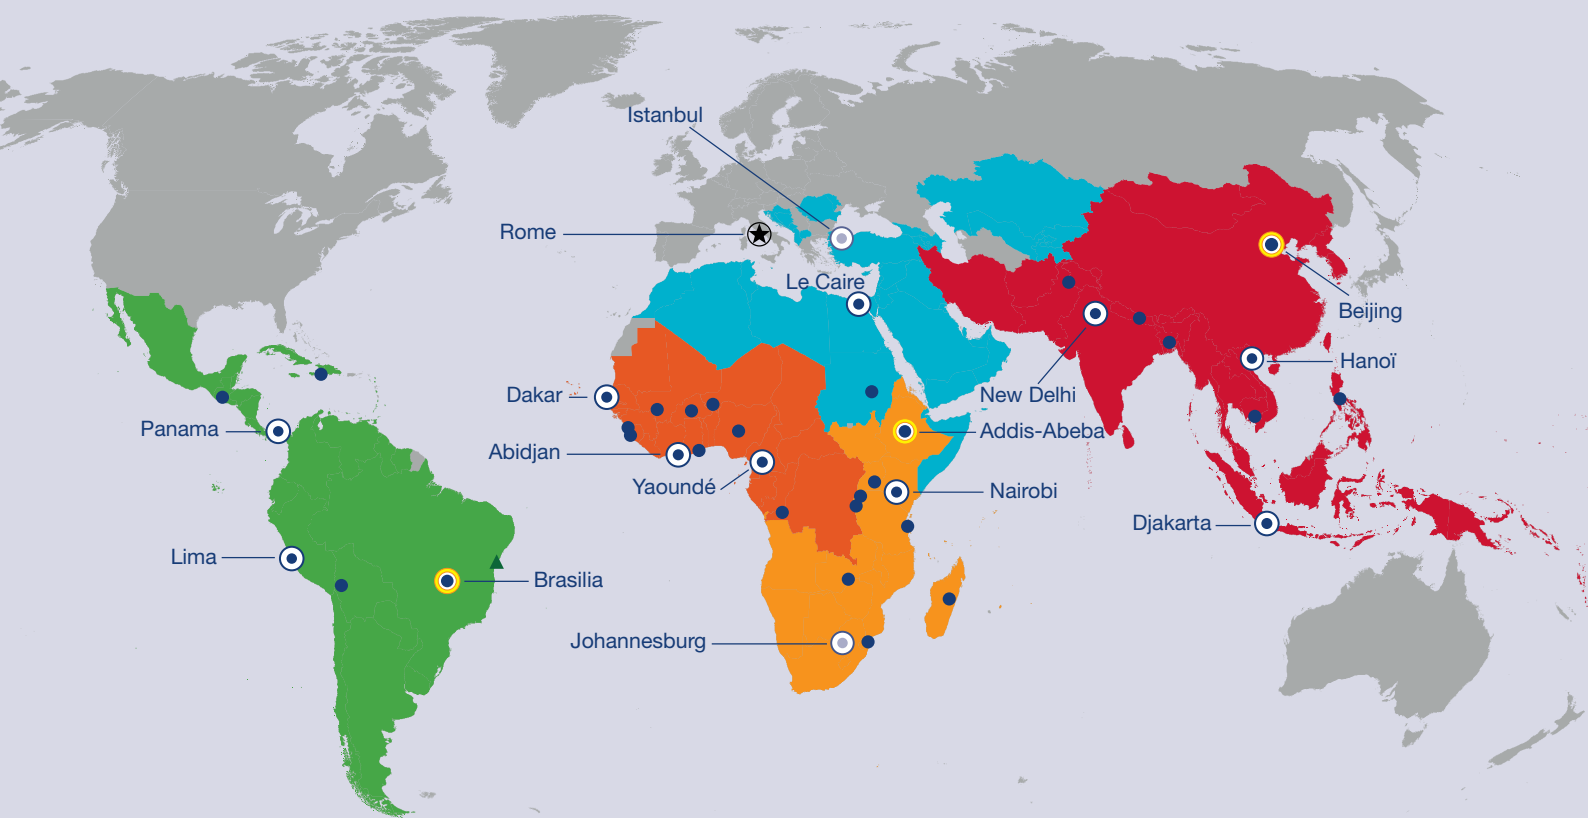 Istanbul
Rome
Le Caire
Beijing
Hanoï
Dakar
New Delhi
Panama
Addis-Abeba
Abidjan
Yaoundé
Nairobi
Djakarta
Lima
Brasilia
Johannesburg